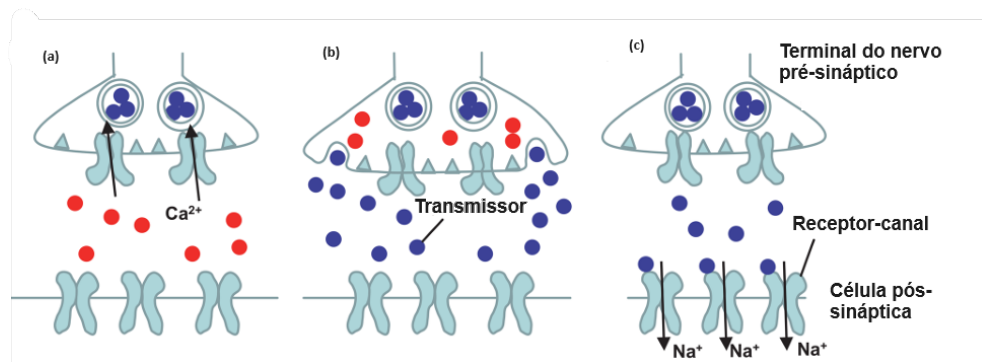 (a)
Ca²⁺
(b)
Transmissor
(c)
Terminal do nervo
pré-sináptico
Receptor-canal
Célula pós-
sináptica
Na⁺
Na⁺
Na⁺